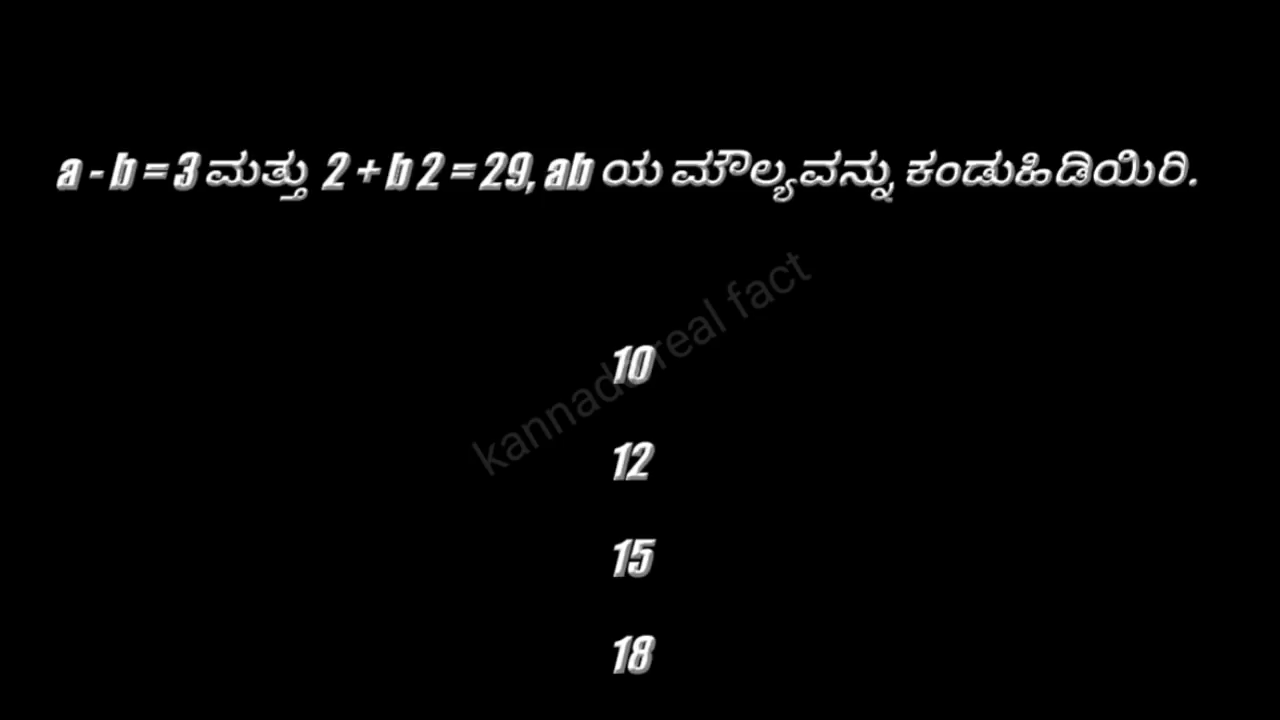 a - b = 3 ಮತ್ತು 2 + b 2 = 29, ab ಯ ಮೌಲ್ಯವನ್ನು ಕಂಡುಹಿಡಿಯಿರಿ.
kannada real fact
10
12
15
18